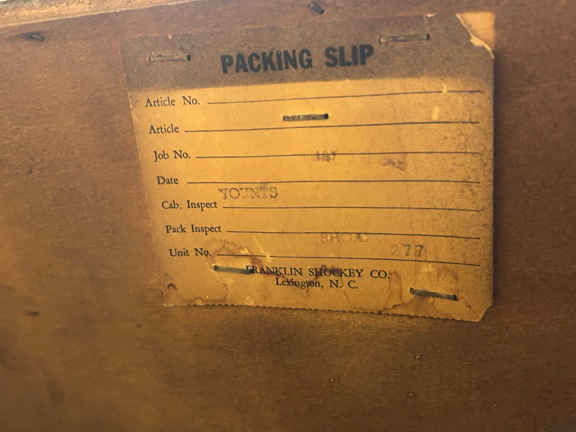 PACKING SLIP
Article No.
Article
Job No.
Date
YOUNTS
Cab. Inspect
Pack Inspect
277
Unit No.
FRANKLIN SHOCKEY CO.
Lexington, N. C.